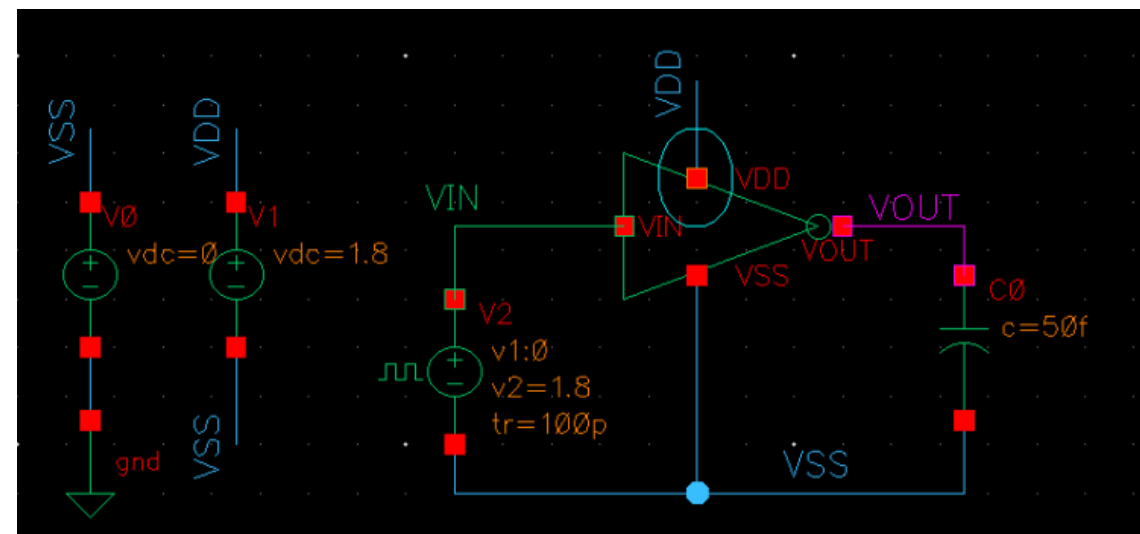 VSS
V0
vdc=0
gnd
VDD
V1
vdc=1.8
VSS
VIN
V2
v1:0
v2=1.8
tr=100p
VDD
VDD
VIN
VSS
VOUT
VOUT
C0
c=50f
VSS